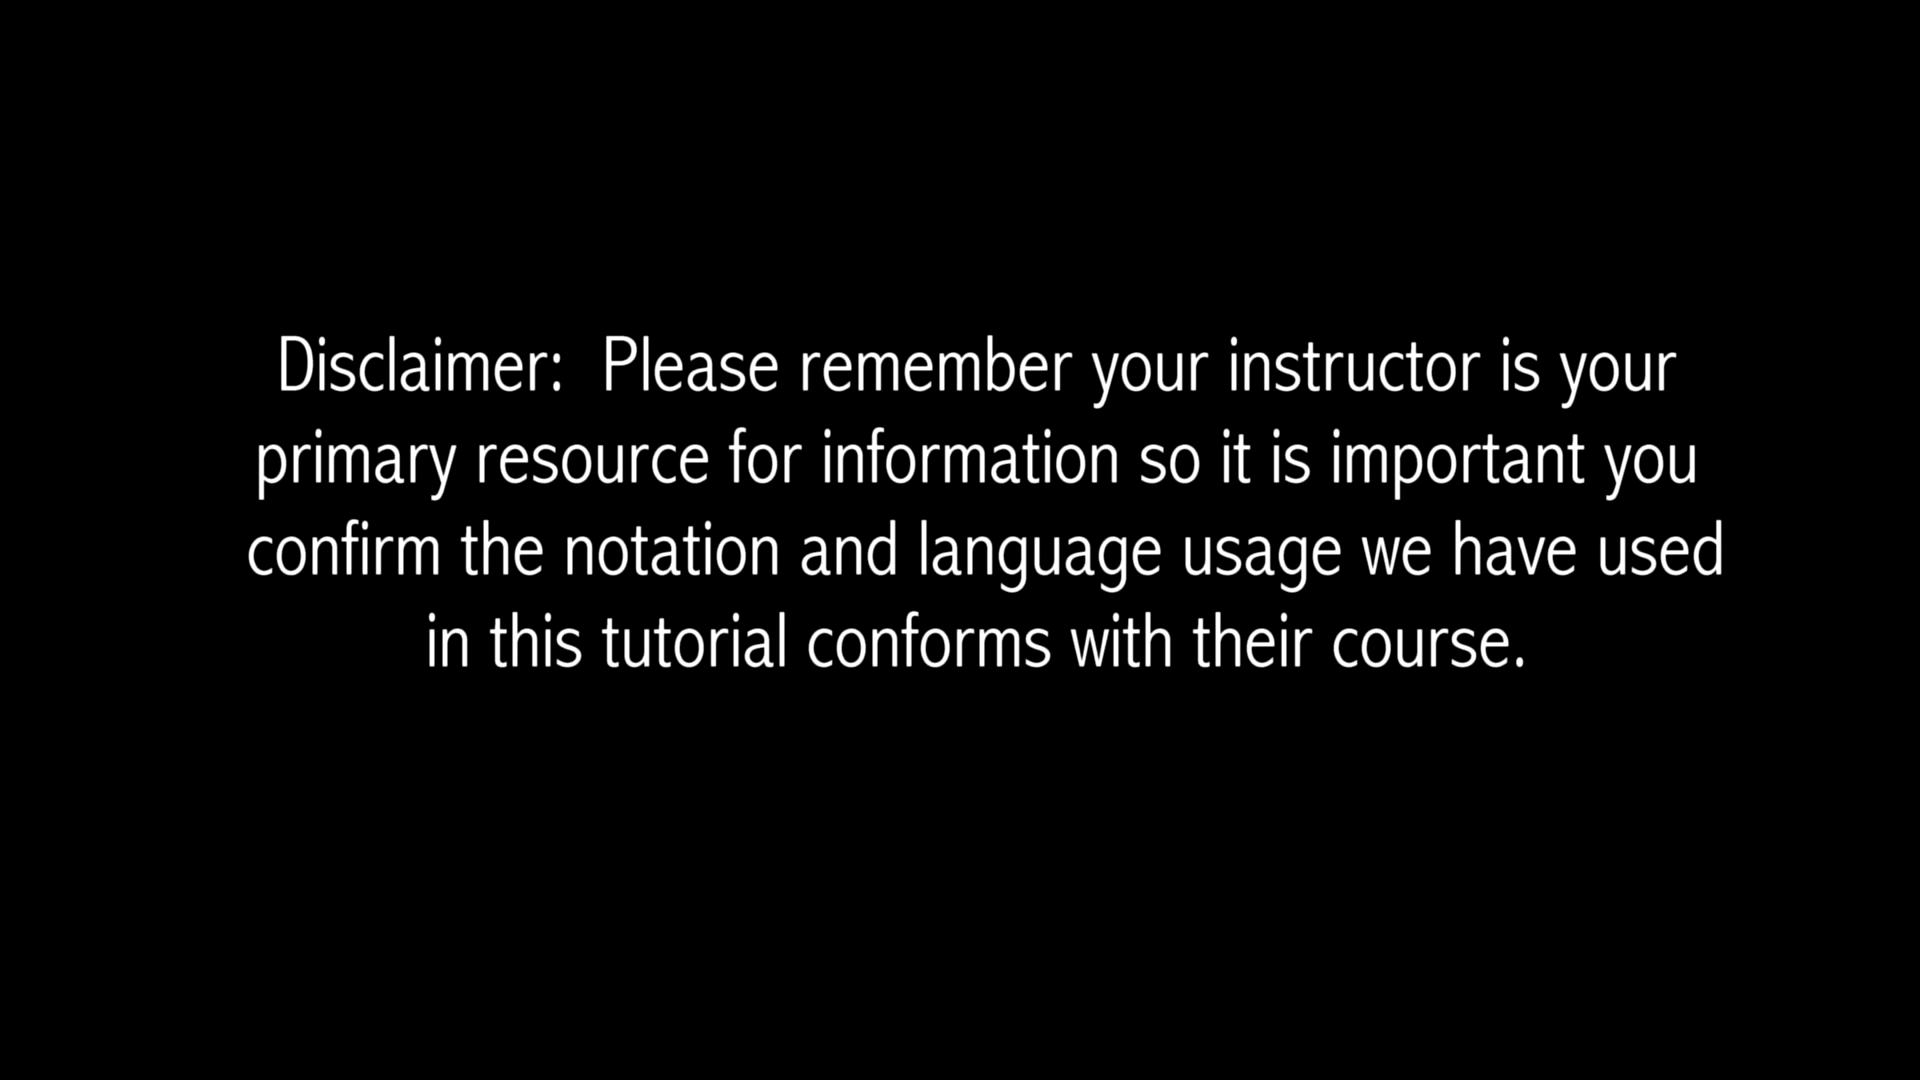 Disclaimer:  Please remember your instructor is your
primary resource for information so it is important you
confirm the notation and language usage we have used
in this tutorial conforms with their course.